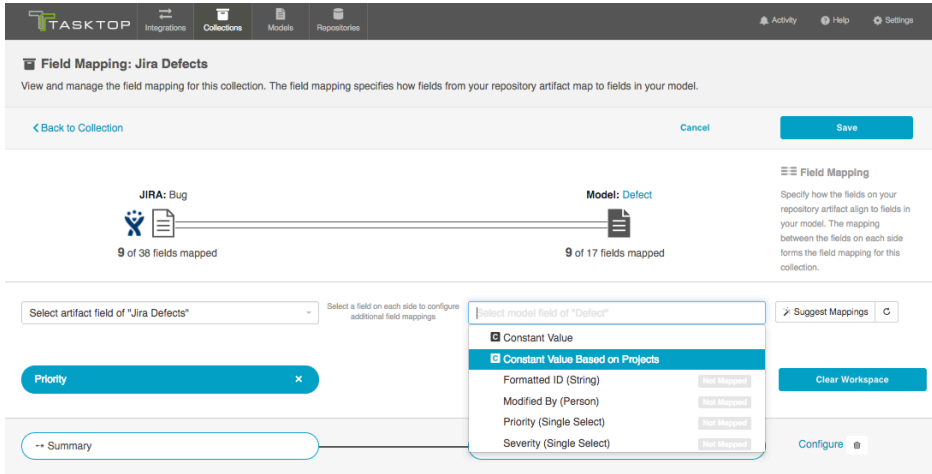 TASKTOP
Integrations
Collections
Models
Repositories
Activity
Help
Settings
Field Mapping: Jira Defects
View and manage the field mapping for this collection. The field mapping specifies how fields from your repository artifact map to fields in your model.
Back to Collection
Cancel
Save
JIRA: Bug
9 of 38 fields mapped
Model: Defect
9 of 17 fields mapped
Field Mapping
Specify how the fields on your
repository artifact align to fields in
your model. The mapping
between the fields on each side
forms the field mapping for this
collection.
Select artifact field of "Jira Defects"
Select a field on each side to configure
additional field mappings
Select model field of "Defect"
Suggest Mappings
C Constant Value
C Constant Value Based on Projects
Formatted ID (String) Not Mapped
Modified By (Person) Not Mapped
Priority (Single Select) Not Mapped
Severity (Single Select) Not Mapped
Priority ×
Clear Workspace
Summary
Configure